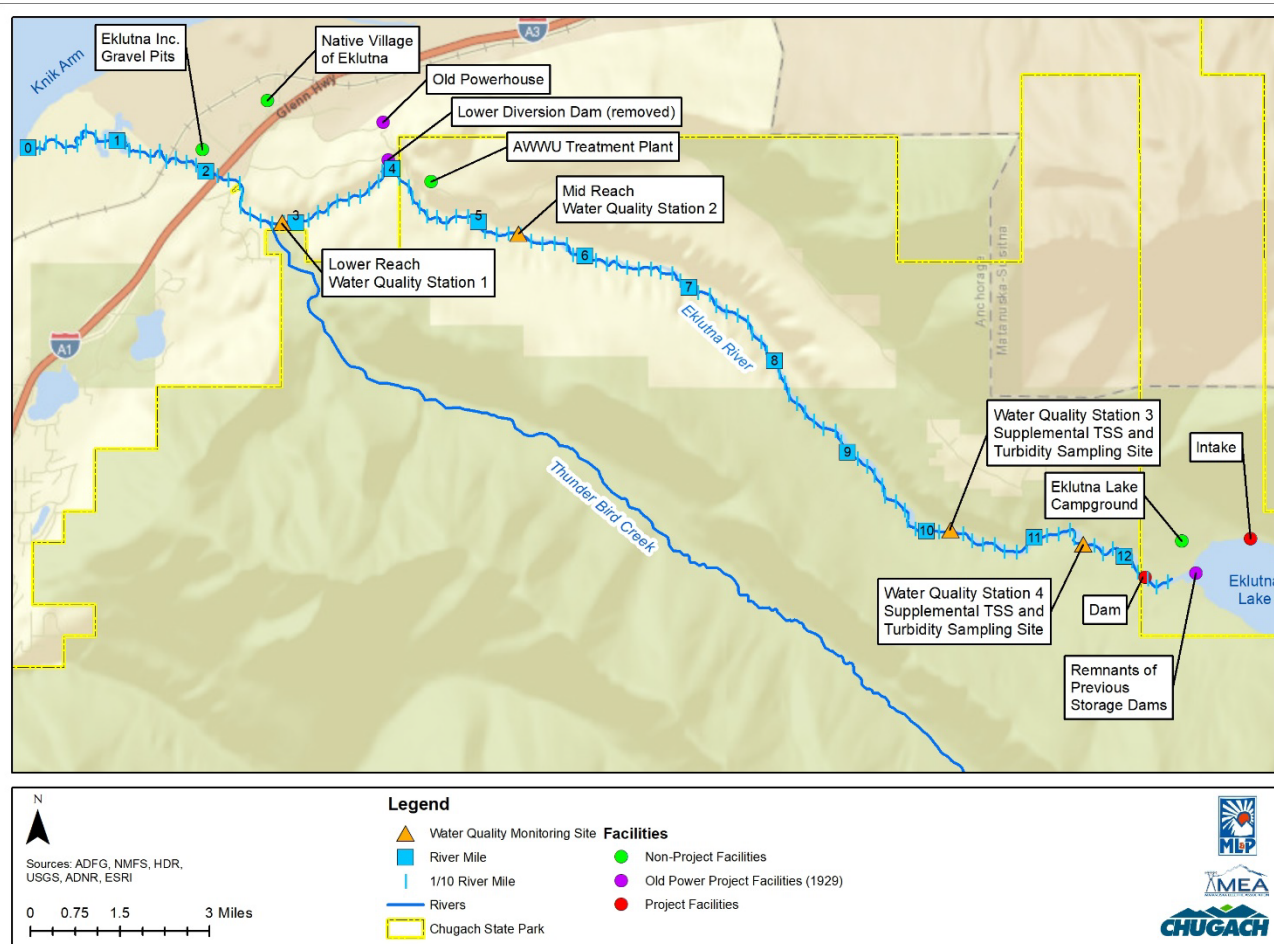 Eklutna Inc.
Gravel Pits
Native Village
of Eklutna
A3
Knik Arm
Glenn Hwy
Old Powerhouse
Lower Diversion Dam (removed)
AWWU Treatment Plant
0
1
2
3
4
5
6
7
8
9
10
11
12
Mid Reach
Water Quality Station 2
Lower Reach
Water Quality Station 1
A1
Eklutna River
Anchorage
Matanuska-Susitna
Thunder Bird Creek
Water Quality Station 3
Supplemental TSS and
Turbidity Sampling Site
Intake
Eklutna Lake
Campground
Water Quality Station 4
Supplemental TSS and
Turbidity Sampling Site
Dam
Eklutna
Lake
Remnants of
Previous
Storage Dams
N
Sources: ADFG, NMFS, HDR,
USGS, ADNR, ESRI
0 0.75 1.5 3 Miles
Legend
Water Quality Monitoring Site
River Mile
1/10 River Mile
Rivers
Chugach State Park
Facilities
Non-Project Facilities
Old Power Project Facilities (1929)
Project Facilities
ML&P
MEA
CHUGACH